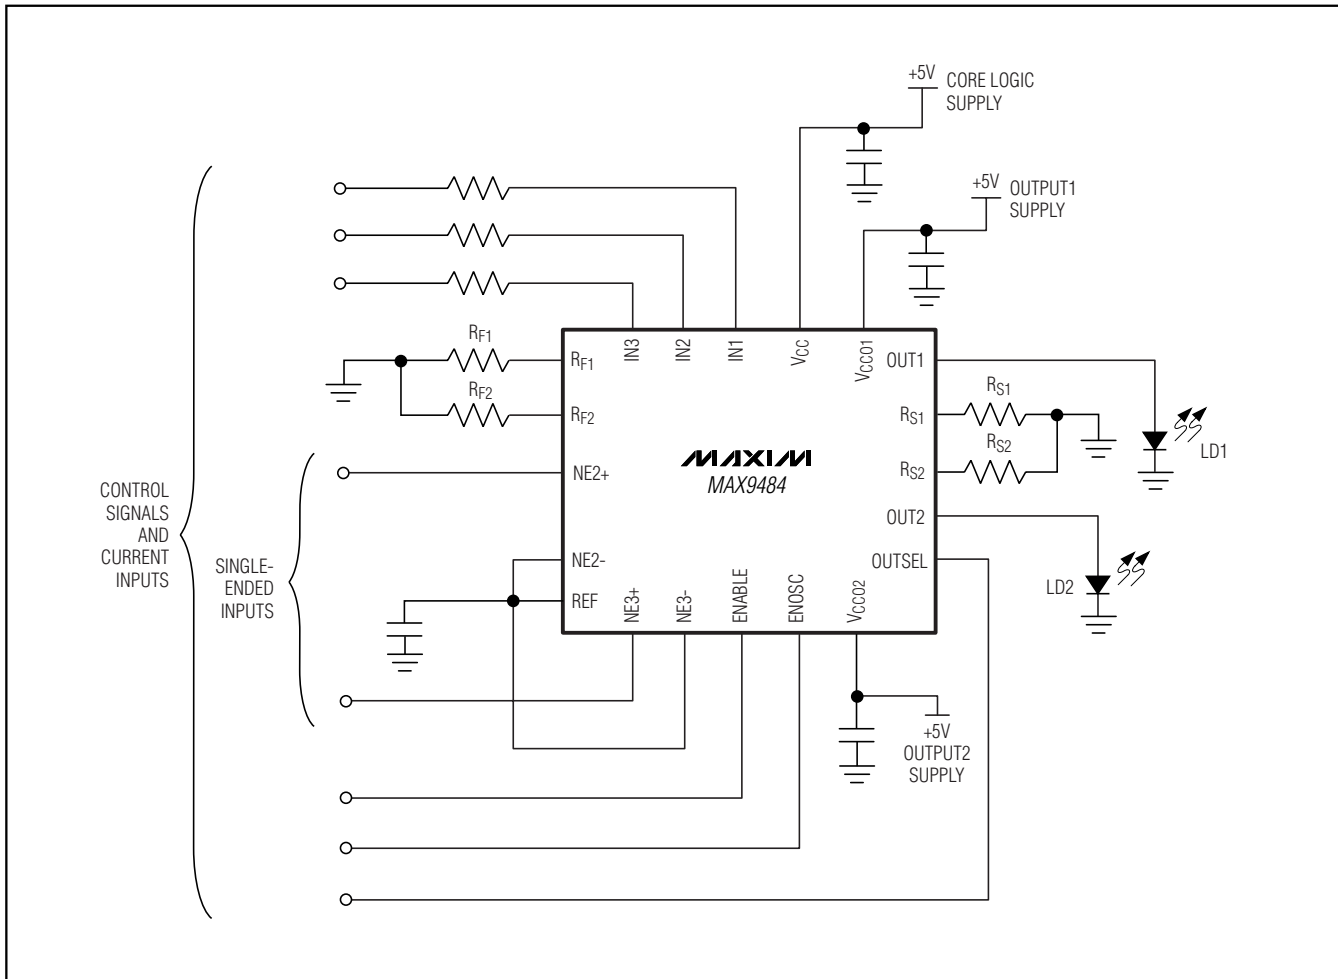 +5V
CORE LOGIC
SUPPLY
+5V
OUTPUT1
SUPPLY
RF1
RF2
RF1
RF2
IN3
IN2
IN1
VCC
VCCO1
OUT1
RS1
RS1
RS2
RS2
LD1
NE2+
MAXIM
MAX9484
OUT2
OUTSEL
LD2
CONTROL
SIGNALS
AND
CURRENT
INPUTS
SINGLE-
ENDED
INPUTS
NE2-
REF
NE3+
NE3-
ENABLE
ENOSC
VCCO2
+5V
OUTPUT2
SUPPLY